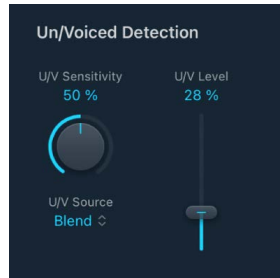 Un/Voiced Detection
U/V Sensitivity
50 %
U/V Level
28 %
U/V Source
Blend